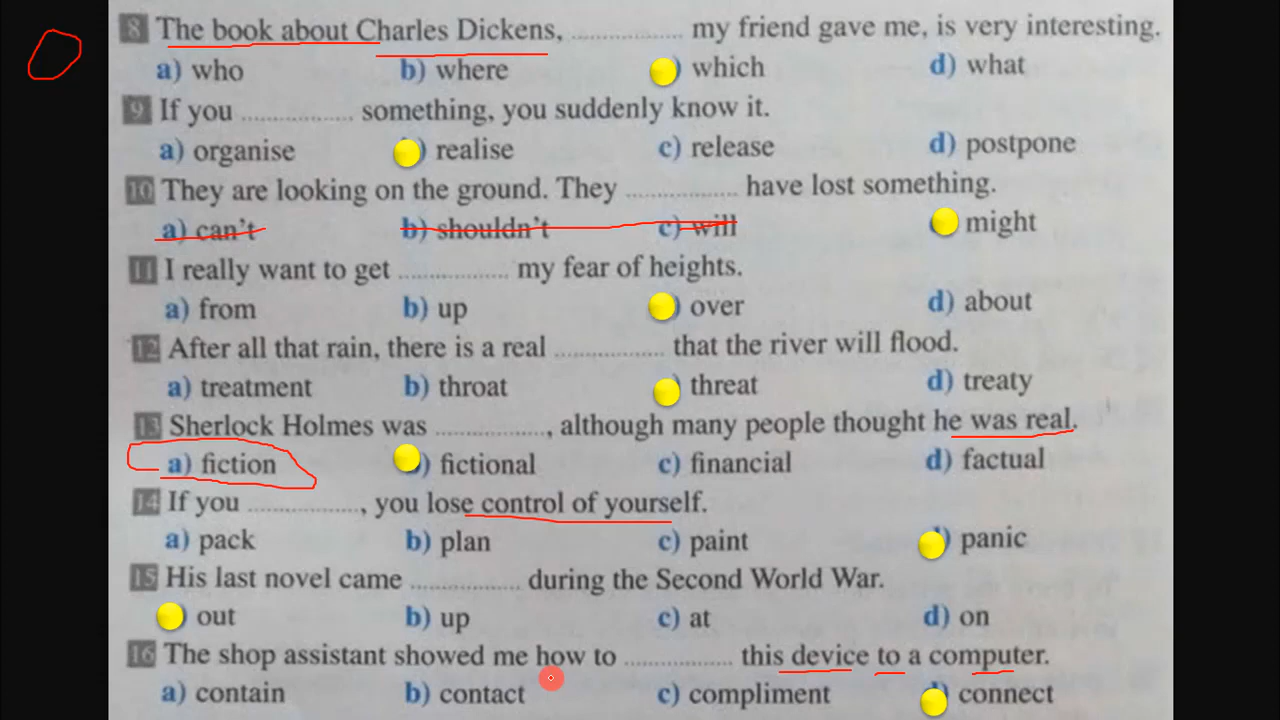 8 The book about Charles Dickens, .............. my friend gave me, is very interesting.
a) who b) where ) which d) what
9 If you .............. something, you suddenly know it.
a) organise ) realise c) release d) postpone
10 They are looking on the ground. They .............. have lost something.
a) can't b) shouldn't c) will ) might
11 I really want to get .............. my fear of heights.
a) from b) up ) over d) about
12 After all that rain, there is a real .............. that the river will flood.
a) treatment b) throat ) threat d) treaty
13 Sherlock Holmes was .............., although many people thought he was real.
a) fiction ) fictional c) financial d) factual
14 If you .............., you lose control of yourself.
a) pack b) plan c) paint ) panic
15 His last novel came .............. during the Second World War.
) out b) up c) at d) on
16 The shop assistant showed me how to .............. this device to a computer.
a) contain b) contact c) compliment ) connect